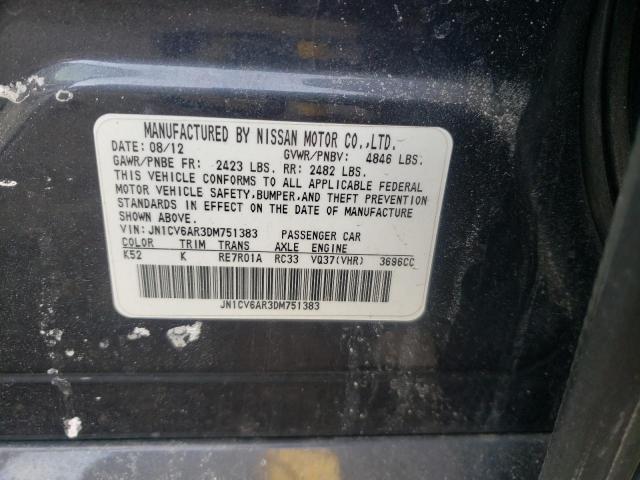 MANUFACTURED BY NISSAN MOTOR CO.,LTD.
DATE: 08/12 GVWR/PNBV: 4846 LBS.
GAWR/PNBE FR: 2423 LBS. RR: 2482 LBS.
THIS VEHICLE CONFORMS TO ALL APPLICABLE FEDERAL
MOTOR VEHICLE SAFETY, BUMPER, AND THEFT PREVENTION
STANDARDS IN EFFECT ON THE DATE OF MANUFACTURE
SHOWN ABOVE.
VIN: JN1CV6AR3DM751383 PASSENGER CAR
COLOR TRIM TRANS AXLE ENGINE
K52 K RE7R01A RC33 VQ37(VHR) 3696CC
JN1CV6AR3DM751383